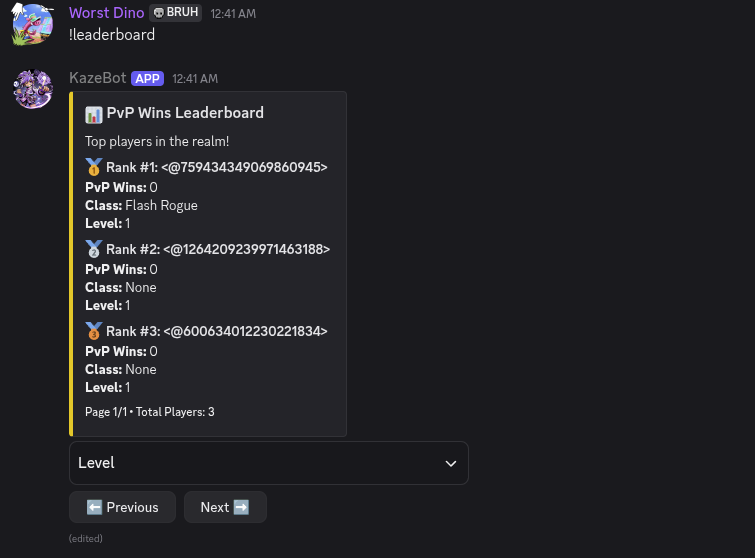 Worst Dino BRUH 12:41 AM
!leaderboard
KazeBot APP 12:41 AM
PvP Wins Leaderboard
Top players in the realm!
Rank #1: <@759434349069860945>
PvP Wins: 0
Class: Flash Rogue
Level: 1
Rank #2: <@1264209239971463188>
PvP Wins: 0
Class: None
Level: 1
Rank #3: <@600634012230221834>
PvP Wins: 0
Class: None
Level: 1
Page 1/1 • Total Players: 3
Level
Previous Next
(edited)